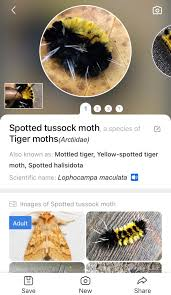 1
Spotted tussock moth, a species of
Tiger moths(Arctiidae)
Also known as: Mottled tiger, Yellow-spotted tiger
moth, Spotted halisidota
Scientific name: Lophocampa maculata
Images of Spotted tussock moth
Adult
Save
New
Share